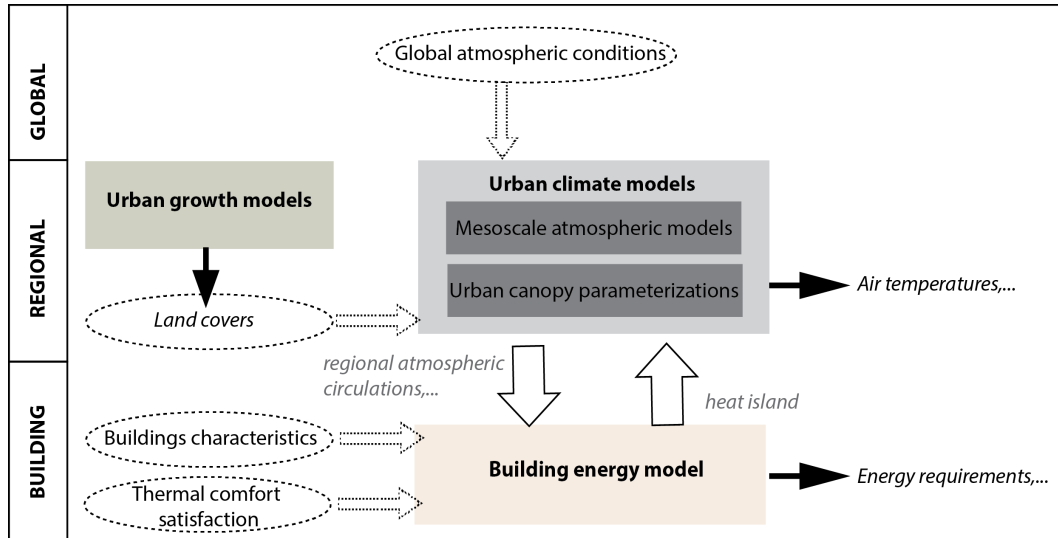 GLOBAL
Global atmospheric conditions
REGIONAL
Urban growth models
Land covers
Urban climate models
Mesoscale atmospheric models
Urban canopy parameterizations
Air temperatures,...
regional atmospheric
circulations,...
heat island
BUILDING
Buildings characteristics
Thermal comfort
satisfaction
Building energy model
Energy requirements,...